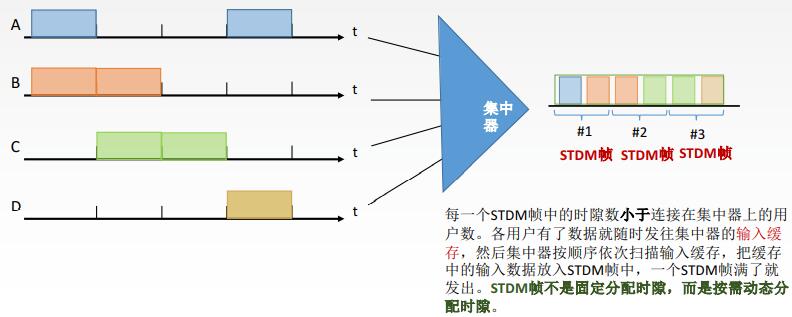 A
t
B
t
C
t
D
t
集中
器
#1
#2
#3
STDM帧
STDM帧
STDM帧
每一个STDM帧中的时隙数小于连接在集中器上的用
户数。各用户有了数据就随时发往集中器的输入缓
存，然后集中器按顺序依次扫描输入缓存，把缓存
中的输入数据放入STDM帧中，一个STDM帧满了就
发出。STDM帧不是固定分配时隙，而是按需动态分
配时隙。